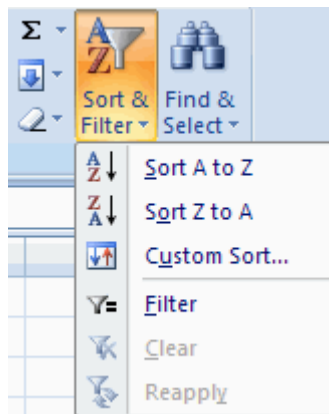 Σ
Sort &
Filter
Find &
Select
Sort A to Z
Sort Z to A
Custom Sort...
Filter
Clear
Reapply